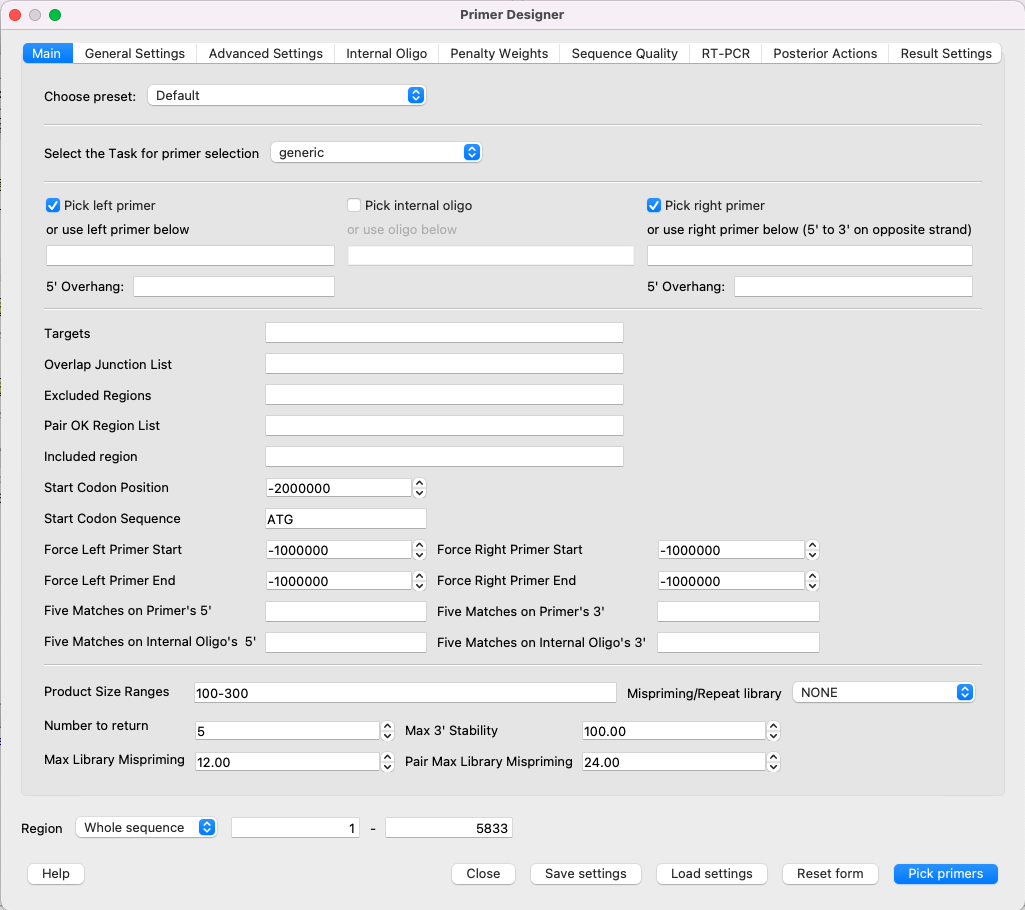 Primer Designer
Main General Settings Advanced Settings Internal Oligo Penalty Weights Sequence Quality RT-PCR Posterior Actions Result Settings
Choose preset: Default
Select the Task for primer selection generic
Pick left primer Pick internal oligo Pick right primer
or use left primer below or use oligo below or use right primer below (5' to 3' on opposite strand)
5' Overhang: 5' Overhang:
Targets
Overlap Junction List
Excluded Regions
Pair OK Region List
Included region
Start Codon Position -2000000
Start Codon Sequence ATG
Force Left Primer Start -1000000 Force Right Primer Start -1000000
Force Left Primer End -1000000 Force Right Primer End -1000000
Five Matches on Primer's 5' Five Matches on Primer's 3'
Five Matches on Internal Oligo's 5' Five Matches on Internal Oligo's 3'
Product Size Ranges 100-300 Mispriming/Repeat library NONE
Number to return 5 Max 3' Stability 100.00
Max Library Mispriming 12.00 Pair Max Library Mispriming 24.00
Region Whole sequence 1 - 5833
Help Close Save settings Load settings Reset form Pick primers